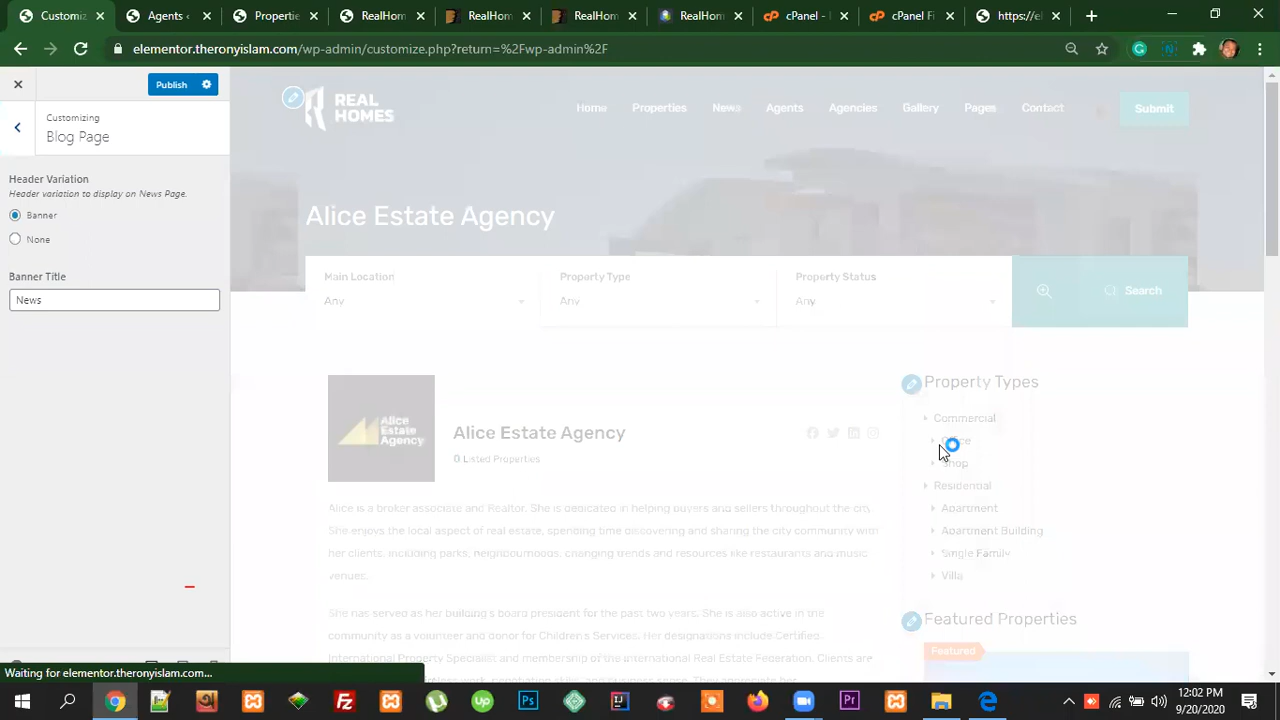 RealHom
Agents ‹
Propertie
RealHom
RealHom
RealHom
RealHom
cPanel - I
cPanel Fi
https://el
elementor.theronyislam.com/wp-admin/customize.php?return=%2Fwp-admin%2F
Publish
Customizing
Blog Page
Header Variation
Header variation to display on News Page.
Banner
None
Banner Title
News
REAL
HOMES
Home
Properties
News
Agents
Agencies
Gallery
Pages
Contact
Submit
Alice Estate Agency
Main Location
Property Type
Property Status
Any
Any
Any
Search
Alice
Estate
Agency
Alice Estate Agency
0 Listed Properties
Alice is a broker associate and Realtor. She is dedicated in helping buyers and sellers throughout the city.
She enjoys the local aspect of real estate, spending time discovering and sharing the city community with
her clients, including parks, neighbourhoods, changing trends and resources like restaurants and music
venues.
She has served as her building's board president for the past two years. She is also active in the
community as a volunteer and donor for Children's Services. Her designations include Certified
International Property Specialist and membership of the International Real Estate Federation. Clients are
Property Types
Commercial
Office
Shop
Residential
Apartment
Apartment Building
Single Family
Villa
Featured Properties
Featured
Waiting for elementor.theronyislam.com...
12:02 PM
9/20/2020